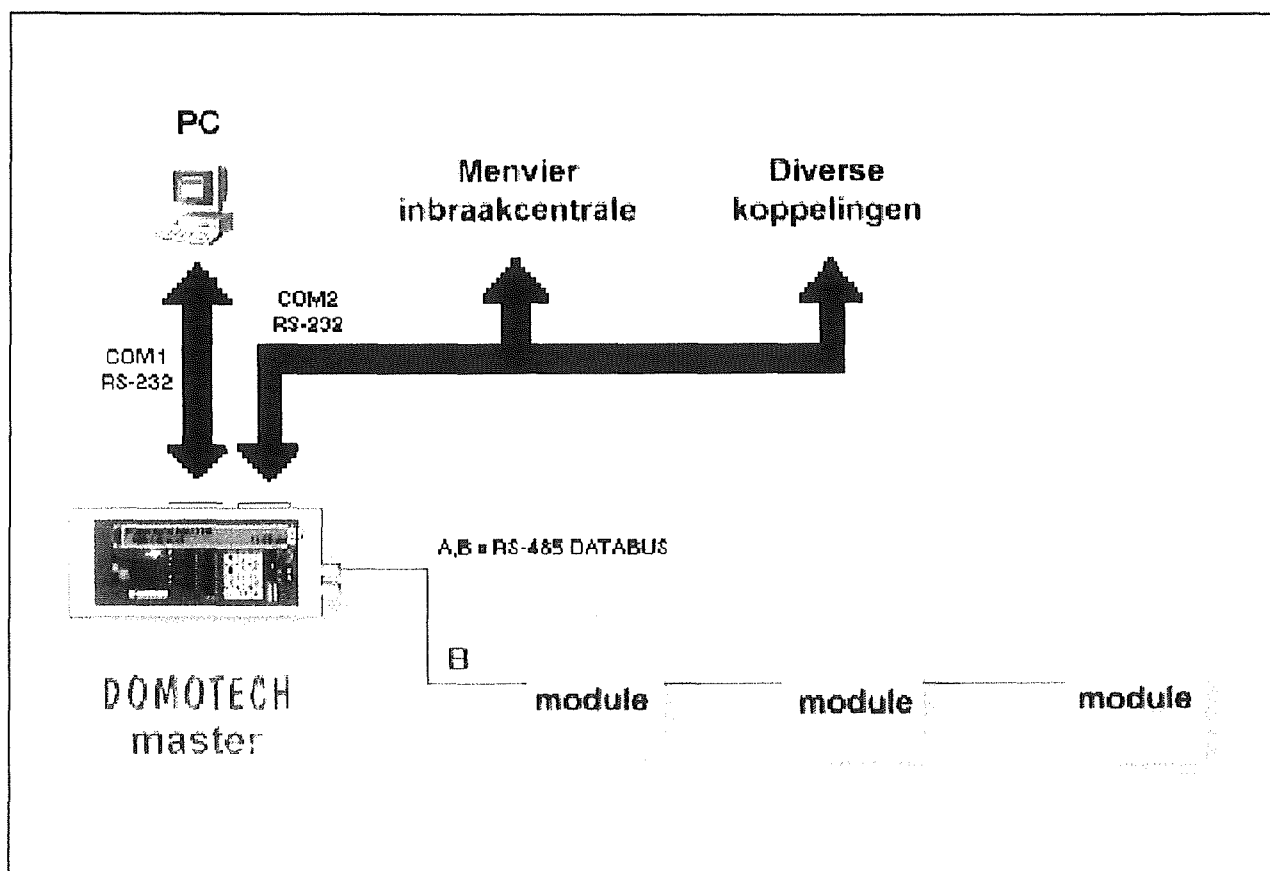 PC
Menvier
inbraakcentrale
Diverse
koppelingen
COM2
RS-232
COM1
RS-232
A,B = RS-485 DATABUS
B
DOMOTECH
master
module
module
module